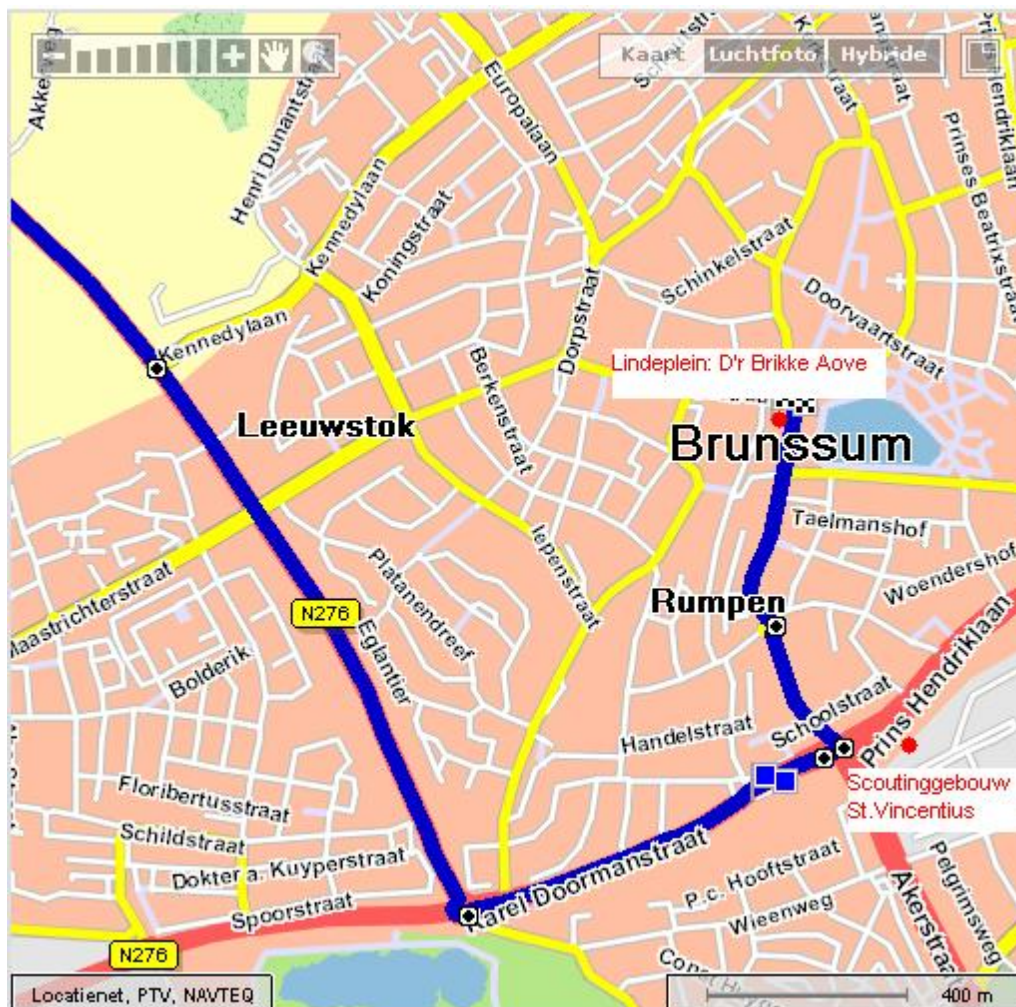 Kaart
Luchtfoto
Hybride
Akkerweg
Henri Dunantstraat
Europalaan
Prinses Beatrixstraat
Kennedylaan
Koningstraat
Schinkelstraat
Dorpstraat
Doorvaartstraat
Kennedylaan
Lindeplein: D'r Brikke Aove
Berkenstraat
Leeuwstok
Brunssum
Taelmanshof
Iepenstraat
Woendershof
Maastrichterstraat
Platanendreef
Rumpen
N276
Eglantier
Bolderik
Prins Hendriklaan
Schoolstraat
Handelstraat
Scoutinggebouw
St.Vincentius
Floribertusstraat
Schildstraat
Karel Doormanstraat
Dokter a. Kuyperstraat
P.c. Hooftstraat
Pelgrimsweg
Akerstraat
Spoorstraat
Wieenweg
N276
Locatienet, PTV, NAVTEQ
400 m